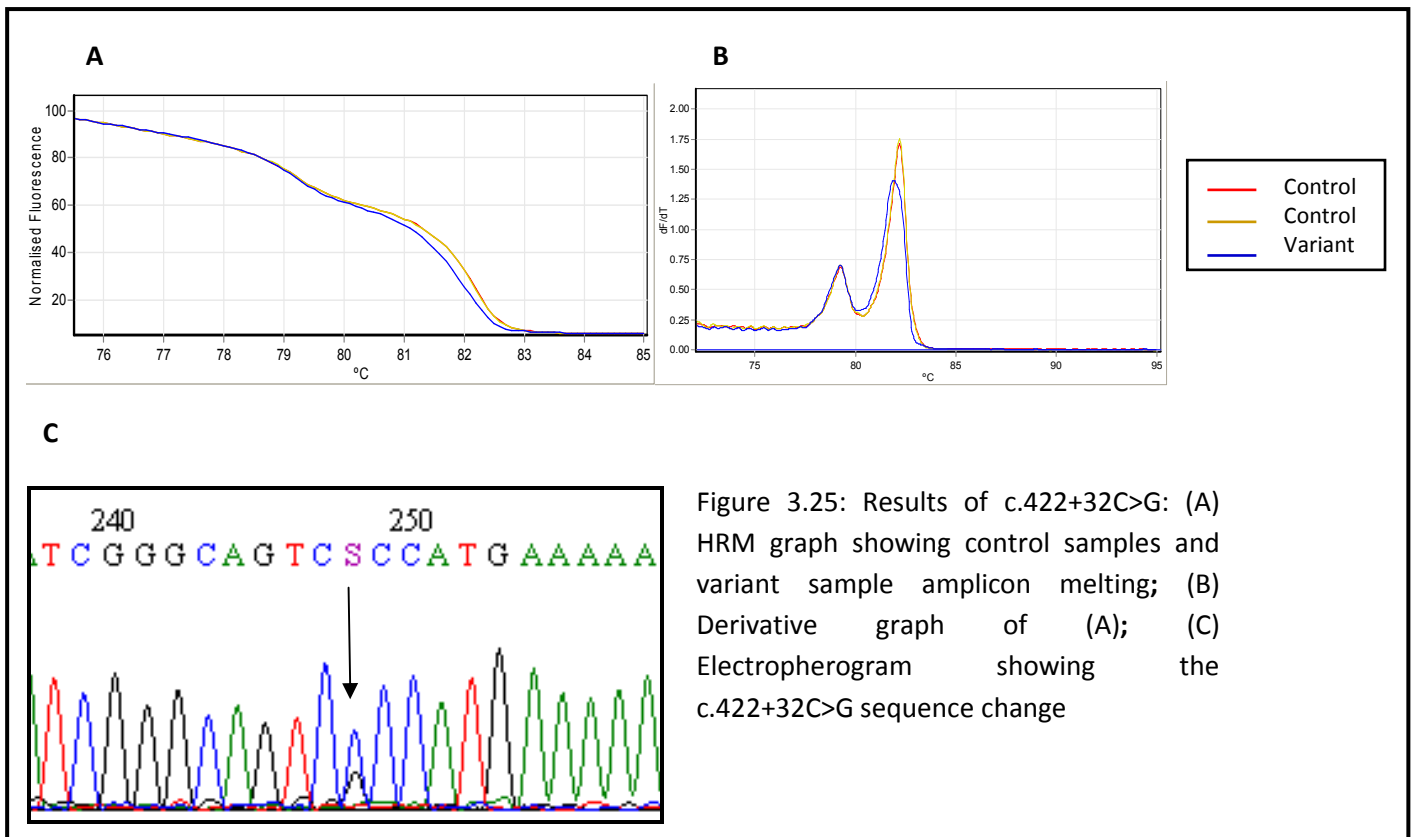 A
B
100
80
60
40
20
Normalised Fluorescence
76 77 78 79 80 81 82 83 84 85
ºC
2.00
1.75
1.50
1.25
1.00
0.75
0.50
0.25
0.00
dF/dT
75 80 85 90 95
ºC
Control
Control
Variant
C
240 250
ATCGGGCAGTCSCCATGAAAAA
Figure 3.25: Results of c.422+32C>G: (A)
HRM graph showing control samples and
variant sample amplicon melting; (B)
Derivative graph of (A); (C)
Electropherogram showing the
c.422+32C>G sequence change